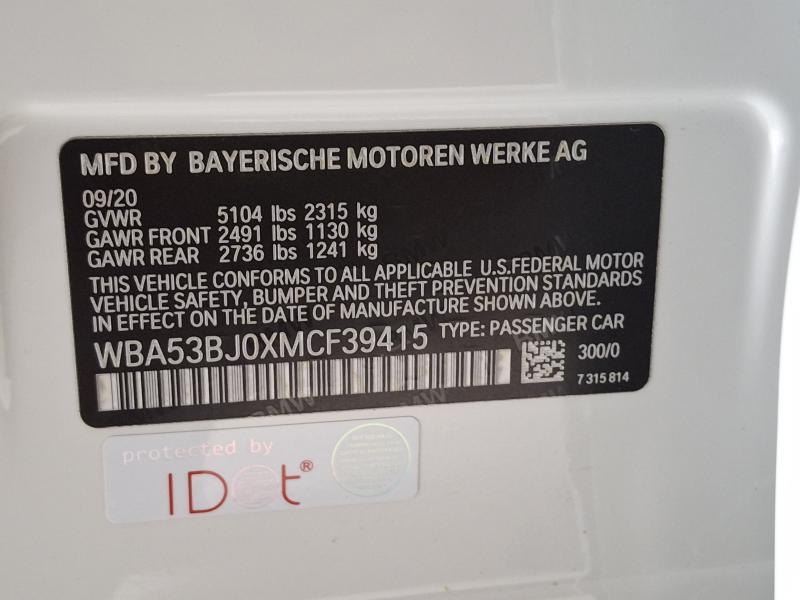 MFD BY BAYERISCHE MOTOREN WERKE AG
09/20
GVWR 5104 lbs 2315 kg
GAWR FRONT 2491 lbs 1130 kg
GAWR REAR 2736 lbs 1241 kg
THIS VEHICLE CONFORMS TO ALL APPLICABLE U.S.FEDERAL MOTOR
VEHICLE SAFETY, BUMPER AND THEFT PREVENTION STANDARDS
IN EFFECT ON THE DATE OF MANUFACTURE SHOWN ABOVE.
WBA53BJ0XMCF39415 TYPE: PASSENGER CAR
300/0
7 315 814
protected by
IDot®